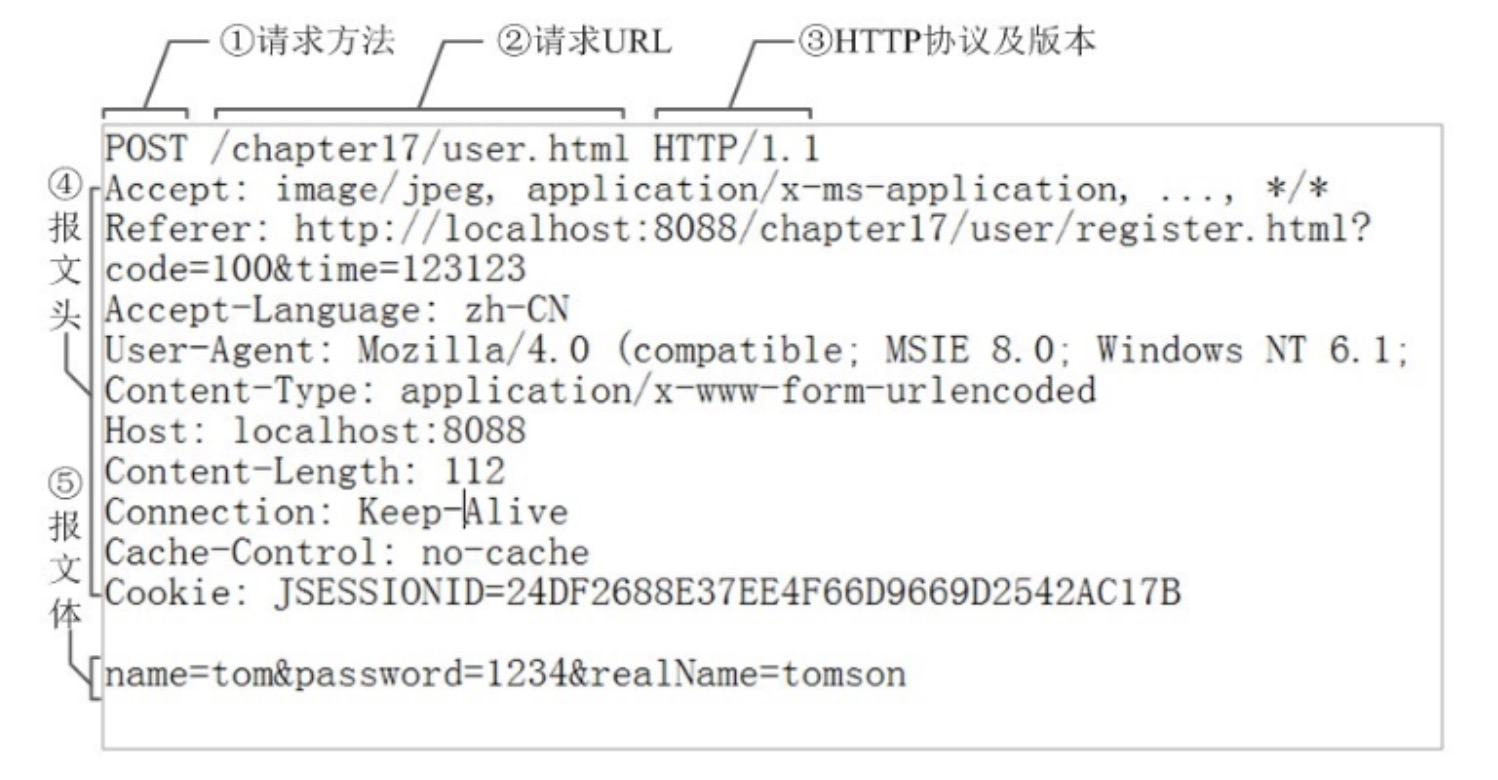 ①请求方法 ②请求URL ③HTTP协议及版本
POST /chapter17/user.html HTTP/1.1
④报文头
Accept: image/jpeg, application/x-ms-application, ..., */*
Referer: http://localhost:8088/chapter17/user/register.html?
code=100&time=123123
Accept-Language: zh-CN
User-Agent: Mozilla/4.0 (compatible; MSIE 8.0; Windows NT 6.1;
Content-Type: application/x-www-form-urlencoded
Host: localhost:8088
Content-Length: 112
Connection: Keep-Alive
Cache-Control: no-cache
Cookie: JSESSIONID=24DF2688E37EE4F66D9669D2542AC17B
⑤报文体
name=tom&password=1234&realName=tomson